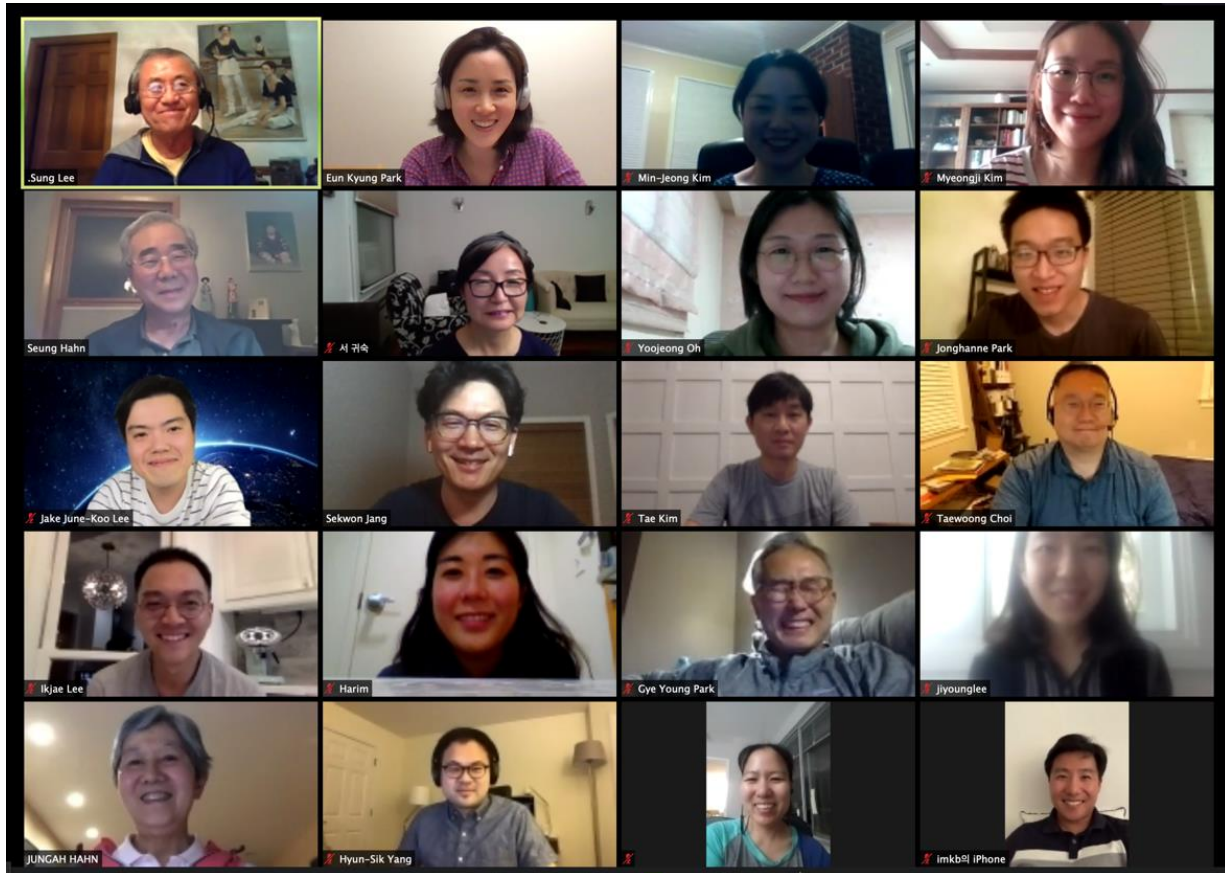 .Sung Lee
Eun Kyung Park
Min-Jeong Kim
Myeongji Kim
Seung Hahn
서 귀숙
Yoojeong Oh
Jonghanne Park
Jake June-Koo Lee
Sekwon Jang
Tae Kim
Taewoong Choi
Ikjae Lee
Harim
Gye Young Park
Jiyounglee
JUNGAH HAHN
Hyun-Sik Yang
imkb의 iPhone